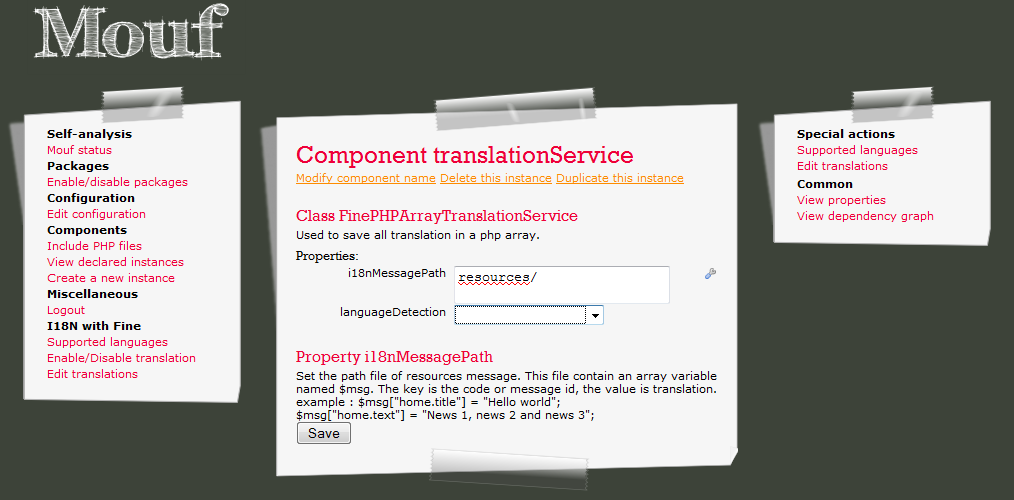 Mouf
Self-analysis
Mouf status
Packages
Enable/disable packages
Configuration
Edit configuration
Components
Include PHP files
View declared instances
Create a new instance
Miscellaneous
Logout
I18N with Fine
Supported languages
Enable/Disable translation
Edit translations
Component translationService
Modify component name Delete this instance Duplicate this instance
Class FinePHPArrayTranslationService
Used to save all translation in a php array.
Properties:
i18nMessagePath resources/
languageDetection
Property i18nMessagePath
Set the path file of resources message. This file contain an array variable
named $msg. The key is the code or message id, the value is translation.
example : $msg["home.title"] = "Hello world";
$msg["home.text"] = "News 1, news 2 and news 3";
Save
Special actions
Supported languages
Edit translations
Common
View properties
View dependency graph